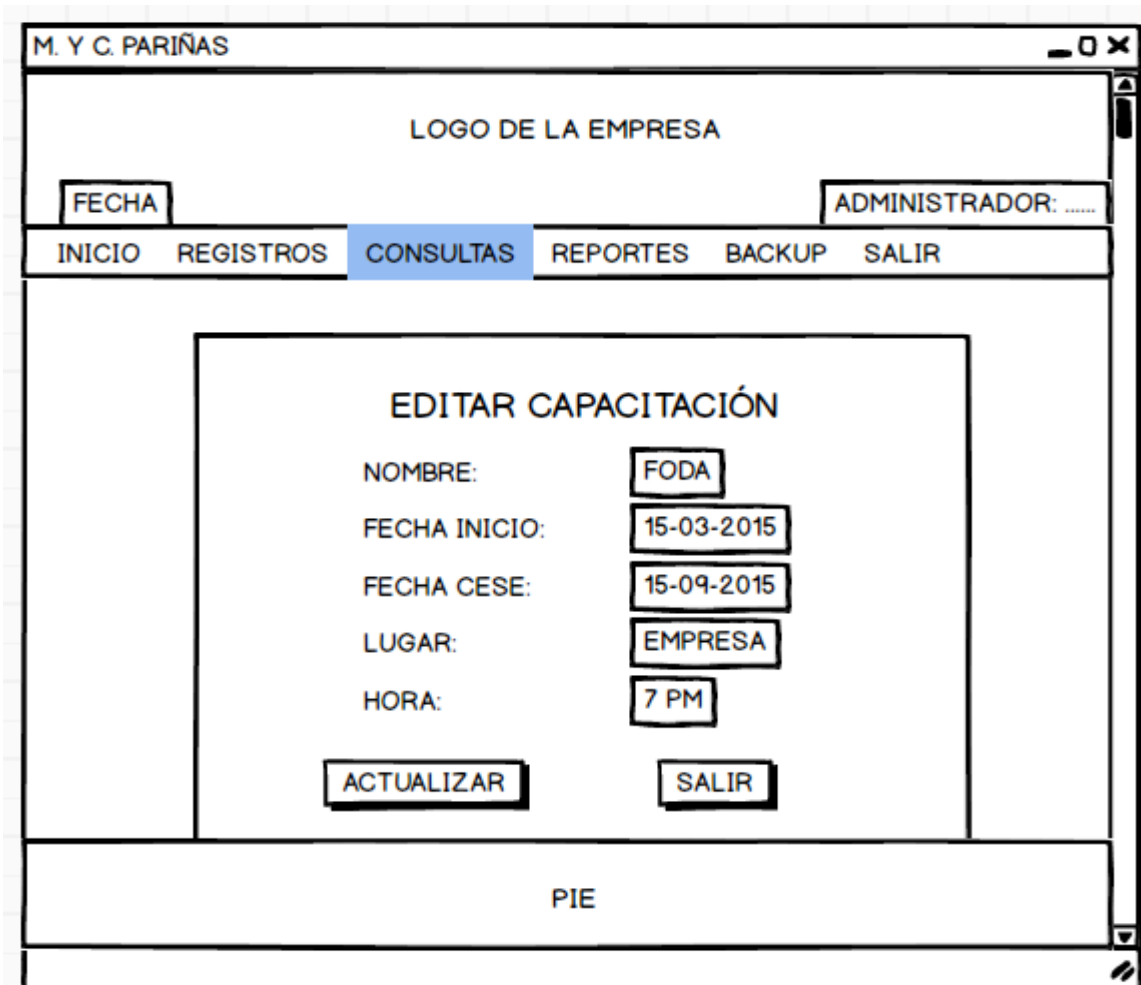 M. Y C. PARIÑAS
LOGO DE LA EMPRESA
FECHA
ADMINISTRADOR: ......
INICIO REGISTROS CONSULTAS REPORTES BACKUP SALIR
EDITAR CAPACITACIÓN
NOMBRE: FODA
FECHA INICIO: 15-03-2015
FECHA CESE: 15-09-2015
LUGAR: EMPRESA
HORA: 7 PM
ACTUALIZAR SALIR
PIE